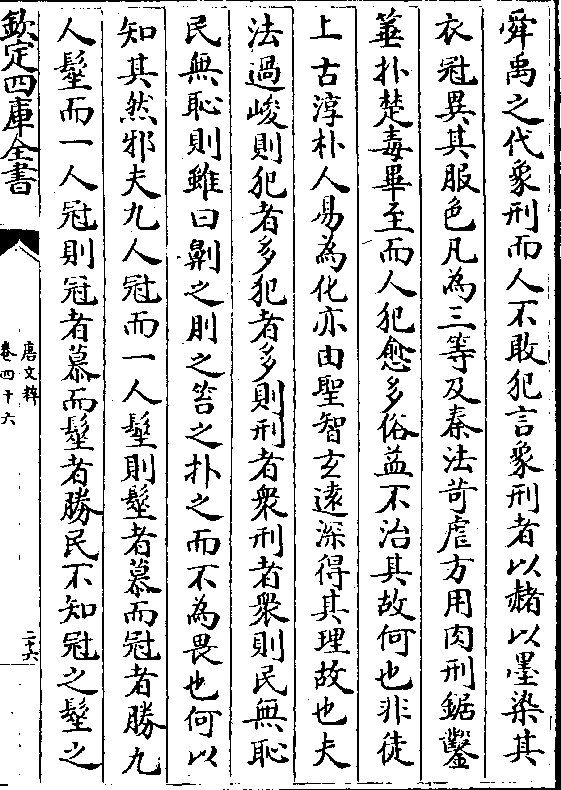 舜禹之代象刑而人不敢犯言象刑者以赭以墨染其
衣冠異其服色凡為三等及秦法苛虐方用肉刑鋸鑿
箠扑楚毒畢至而人犯愈多俗益不治其故何也非徒
上古淳朴人易為化亦由聖智玄遠深得其理故也夫
法過峻則犯者多犯者多則刑者衆刑者衆則民無恥
民無恥則雖曰劓之刖之笞之扑之而不為畏也何以
知其然邪夫九人冠而一人髽則髽者慕而冠者勝九
人髽而一人冠則冠者慕而髽者勝民不知冠之髽之
欽定四庫全書
唐文粹
卷四十六
二十六